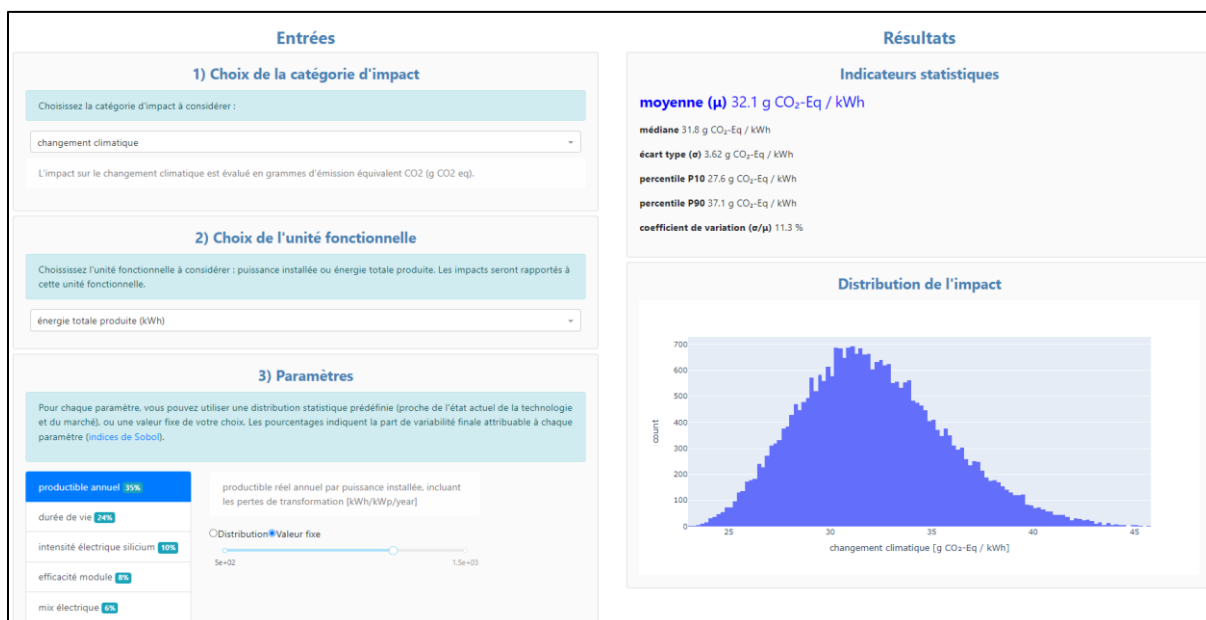 Entrées
1) Choix de la catégorie d'impact
Choisissez la catégorie d'impact à considérer :
changement climatique
L'impact sur le changement climatique est évalué en grammes d'émission équivalent CO2 (g CO2 eq).
2) Choix de l'unité fonctionnelle
Choississez l'unité fonctionnelle à considérer : puissance installée ou énergie totale produite. Les impacts seront rapportés à
cette unité fonctionnelle.
énergie totale produite (kWh)
3) Paramètres
Pour chaque paramètre, vous pouvez utiliser une distribution statistique prédéfinie (proche de l'état actuel de la technologie
et du marché), ou une valeur fixe de votre choix. Les pourcentages indiquent la part de variabilité finale attribuable à chaque
paramètre (indices de Sobol).
productible annuel 35%
durée de vie 24%
intensité électrique silicium 10%
efficacité module 8%
mix électrique 6%
productible réel annuel par puissance installée, incluant
les pertes de transformation [kWh/kWp/year]
Distribution Valeur fixe
5e+02 1.5e+03
Résultats
Indicateurs statistiques
moyenne (μ) 32.1 g CO₂-Eq / kWh
médiane 31.8 g CO₂-Eq / kWh
écart type (σ) 3.62 g CO₂-Eq / kWh
percentile P10 27.6 g CO₂-Eq / kWh
percentile P90 37.1 g CO₂-Eq / kWh
coefficient de variation (σ/μ) 11.3 %
Distribution de l'impact
700
600
500
400
300
200
100
0
count
25 30 35 40 45
changement climatique [g CO₂-Eq / kWh]